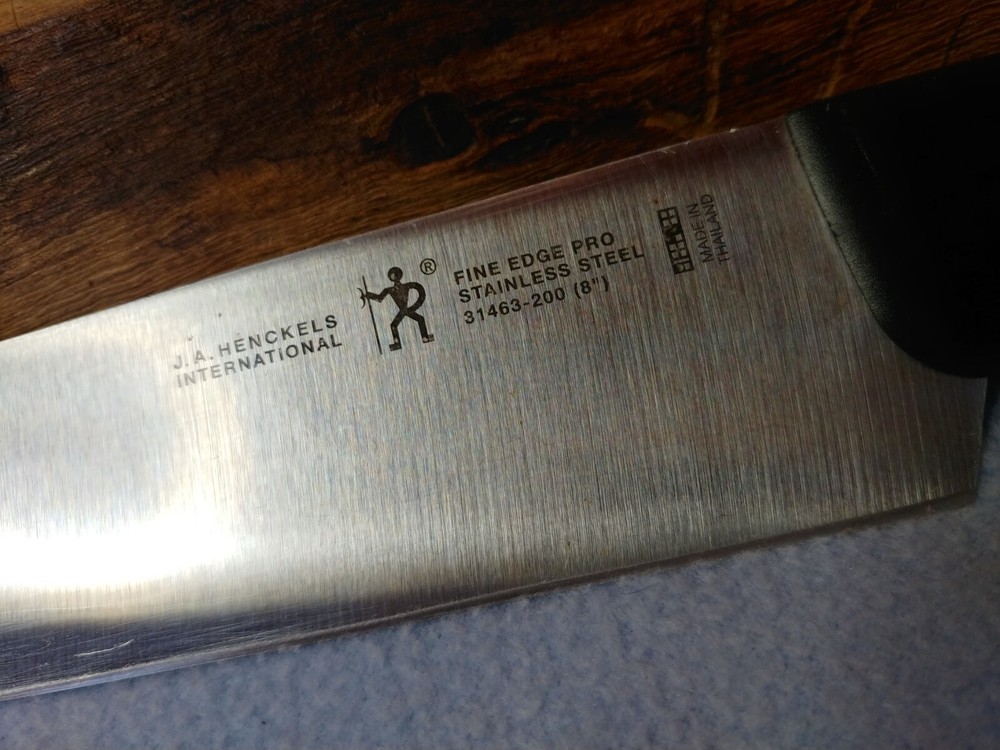 J.A. HENCKELS
INTERNATIONAL
®
FINE EDGE PRO
STAINLESS STEEL
31463-200 (8")
MADE IN
THAILAND